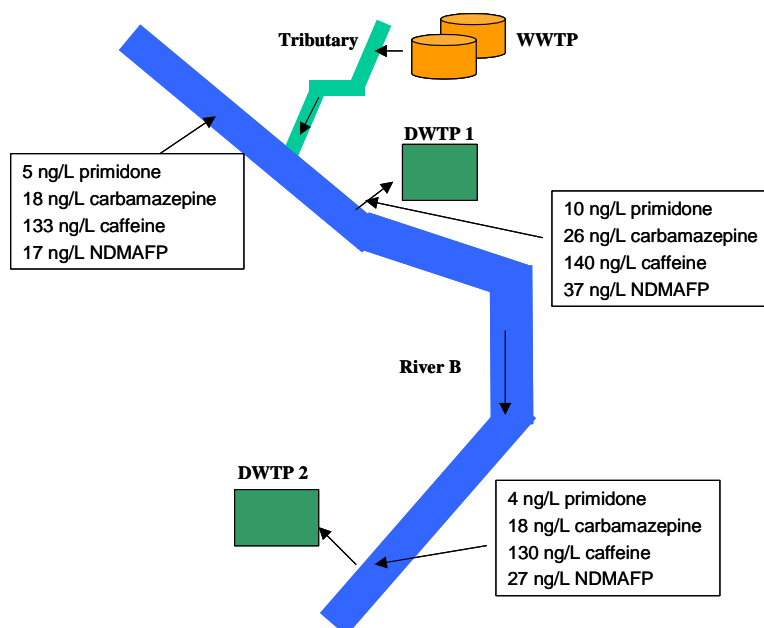 Tributary
WWTP
DWTP 1
5 ng/L primidone
18 ng/L carbamazepine
133 ng/L caffeine
17 ng/L NDMAFP
10 ng/L primidone
26 ng/L carbamazepine
140 ng/L caffeine
37 ng/L NDMAFP
River B
DWTP 2
4 ng/L primidone
18 ng/L carbamazepine
130 ng/L caffeine
27 ng/L NDMAFP